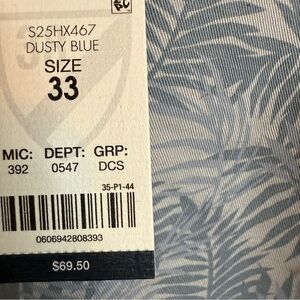 S25HX467
DUSTY BLUE
SIZE
33
MIC: DEPT: GRP:
392 0547 DCS
35-P1-44
0606942808393
$69.50